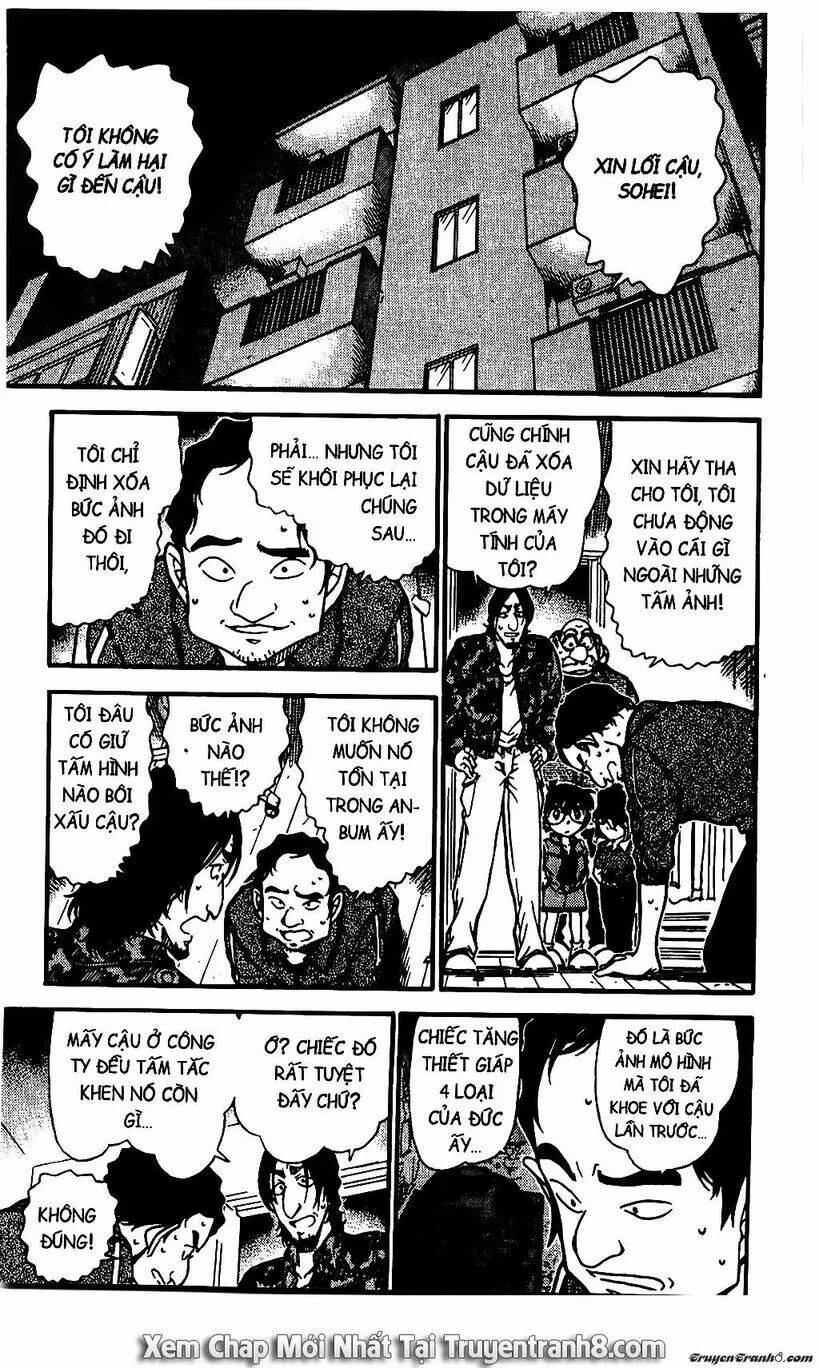 XIN LỖI CẬU,
SOHEI!
TÔI KHÔNG
CÓ Ý LÀM HẠI
GÌ ĐẾN CẬU!
XIN HÃY THA
CHO TÔI, TÔI
CHƯA ĐỘNG
VÀO CÁI GÌ
NGOÀI NHỮNG
TẤM ẢNH!
CŨNG CHÍNH
CẬU ĐÃ XÓA
DỮ LIỆU
TRONG MÁY
TÍNH CỦA
TÔI?
PHẢI... NHƯNG TÔI
SẼ KHÔI PHỤC LẠI
CHÚNG
SAU...
TÔI CHỈ
ĐỊNH XÓA
BỨC ẢNH
ĐÓ ĐI
THÔI,
TÔI KHÔNG
MUỐN NÓ
TỒN TẠI
TRONG AN-
BUM ẤY!
BỨC ẢNH
NÀO
THẾ!?
TÔI ĐÂU
CÓ GIỮ
TẤM HÌNH
NÀO BÔI
XẤU CẬU?
ĐÓ LÀ BỨC
ẢNH MÔ HÌNH
MÀ TÔI ĐÃ
KHOE VỚI CẬU
LẦN TRƯỚC...
CHIẾC TĂNG
THIẾT GIÁP
4 LOẠI
CỦA ĐỨC
ẤY...
Ớ? CHIẾC ĐÓ
RẤT TUYỆT
ĐẤY CHỨ?
MẤY CẬU Ở CÔNG
TY ĐỀU TẤM TẮC
KHEN NÓ CÒN
GÌ...
KHÔNG
ĐÚNG!
Xem Chap Mới Nhất Tại Truyentranh8.com
TruyenTranh8.com